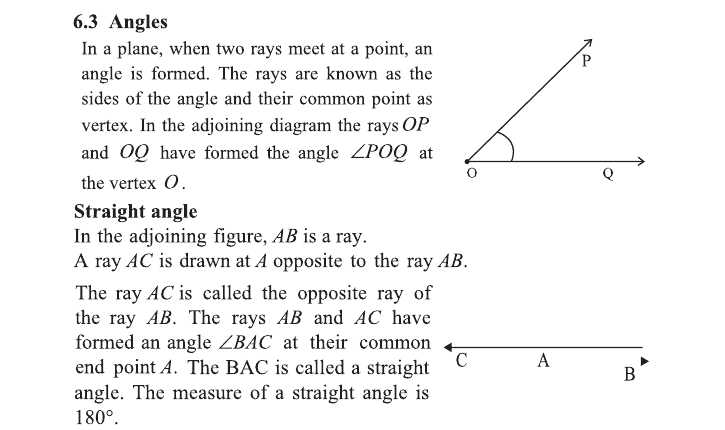 6.3 Angles
In a plane, when two rays meet at a point, an
angle is formed. The rays are known as the
sides of the angle and their common point as
vertex. In the adjoining diagram the rays OP
and OQ have formed the angle ∠POQ at
the vertex O.
P
O
Q
Straight angle
In the adjoining figure, AB is a ray.
A ray AC is drawn at A opposite to the ray AB.
The ray AC is called the opposite ray of
the ray AB. The rays AB and AC have
formed an angle ∠BAC at their common
end point A. The BAC is called a straight
angle. The measure of a straight angle is
180°.
C
A
B